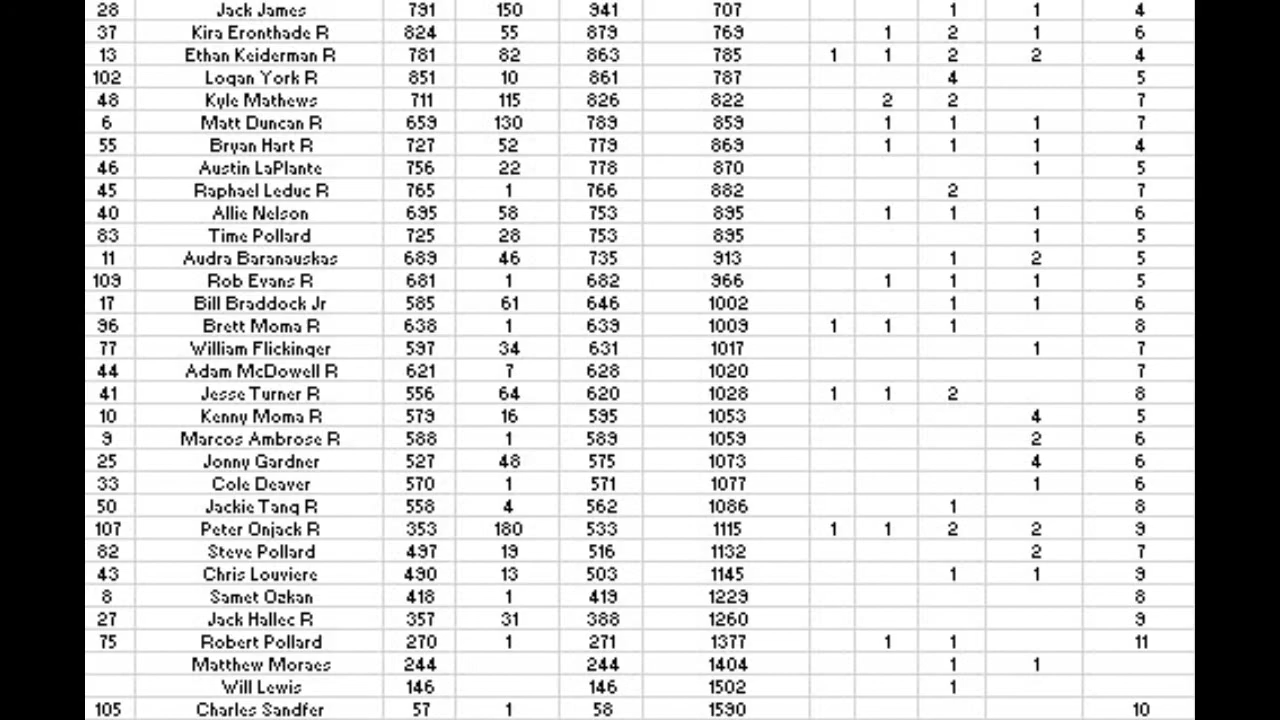 28 Jack James 791 150 941 707 1 1 4
37 Kira Eronthade R 824 55 879 769 1 2 1 6
13 Ethan Keiderman R 781 82 863 785 1 1 2 2 4
102 Logan York R 851 10 861 787 4 5
48 Kyle Mathews 711 115 826 822 2 2 7
6 Matt Duncan R 659 130 789 859 1 1 1 7
55 Bryan Hart R 727 52 779 869 1 1 1 4
46 Austin LaPlante 756 22 778 870 1 5
45 Raphael Leduc R 765 1 766 882 2 7
40 Allie Nelson 695 58 753 895 1 1 1 6
83 Time Pollard 725 28 753 895 1 5
11 Audra Baranauskas 689 46 735 913 1 2 5
109 Rob Evans R 681 1 682 966 1 1 1 5
17 Bill Braddock Jr 585 61 646 1002 1 1 6
96 Brett Moma R 638 1 639 1009 1 1 1 8
77 William Flickinger 597 34 631 1017 1 7
44 Adam McDowell R 621 7 628 1020 7
41 Jesse Turner R 556 64 620 1028 1 1 2 8
10 Kenny Moma R 579 16 595 1053 4 5
9 Marcos Ambrose R 588 1 589 1059 2 6
25 Jonny Gardner 527 48 575 1073 4 6
33 Cole Deaver 570 1 571 1077 1 6
50 Jackie Tang R 558 4 562 1086 1 8
107 Peter Onjack R 353 180 533 1115 1 1 2 2 9
82 Steve Pollard 497 19 516 1132 2 7
43 Chris Louviere 490 13 503 1145 1 1 9
8 Samet Ozkan 418 1 419 1229 8
27 Jack Hallec R 357 31 388 1260 9
75 Robert Pollard 270 1 271 1377 1 1 11
Matthew Moraes 244 244 1404 1 1
Will Lewis 146 146 1502 1
105 Charles Sandfer 57 1 58 1590 10